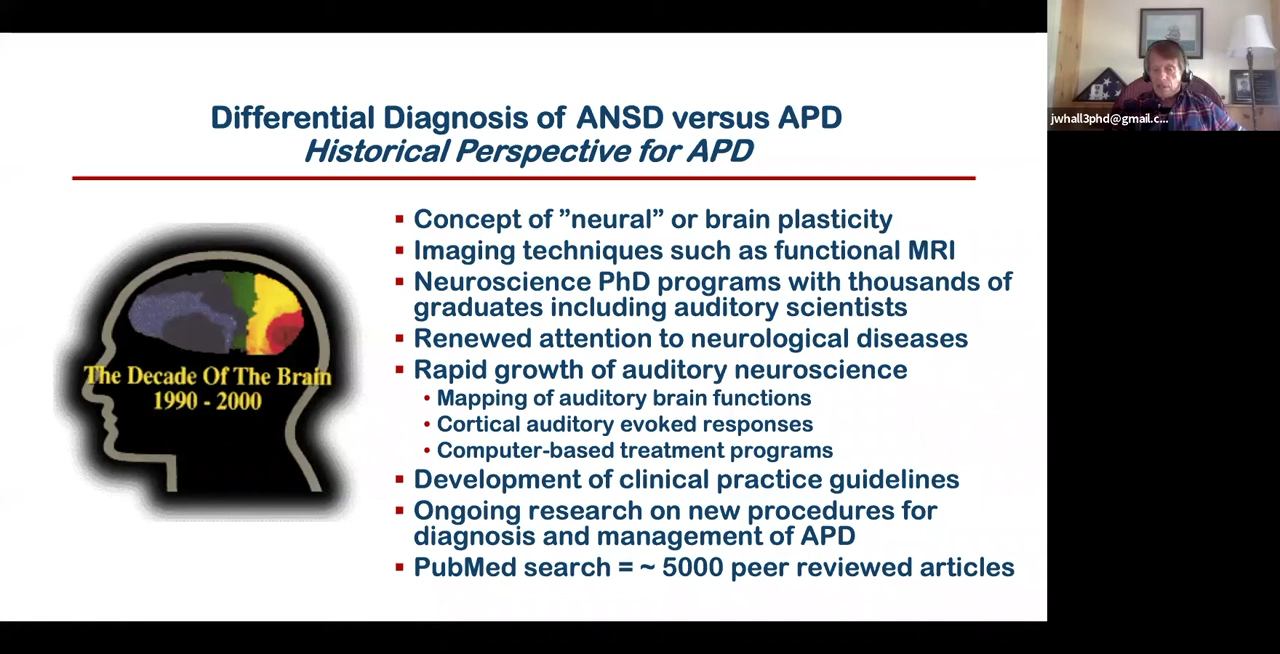 jwhall3phd@gmail.c...
Differential Diagnosis of ANSD versus APD
Historical Perspective for APD
The Decade Of The Brain
1990 - 2000
▪ Concept of ”neural” or brain plasticity
▪ Imaging techniques such as functional MRI
▪ Neuroscience PhD programs with thousands of
graduates including auditory scientists
▪ Renewed attention to neurological diseases
▪ Rapid growth of auditory neuroscience
• Mapping of auditory brain functions
• Cortical auditory evoked responses
• Computer-based treatment programs
▪ Development of clinical practice guidelines
▪ Ongoing research on new procedures for
diagnosis and management of APD
▪ PubMed search = ~ 5000 peer reviewed articles